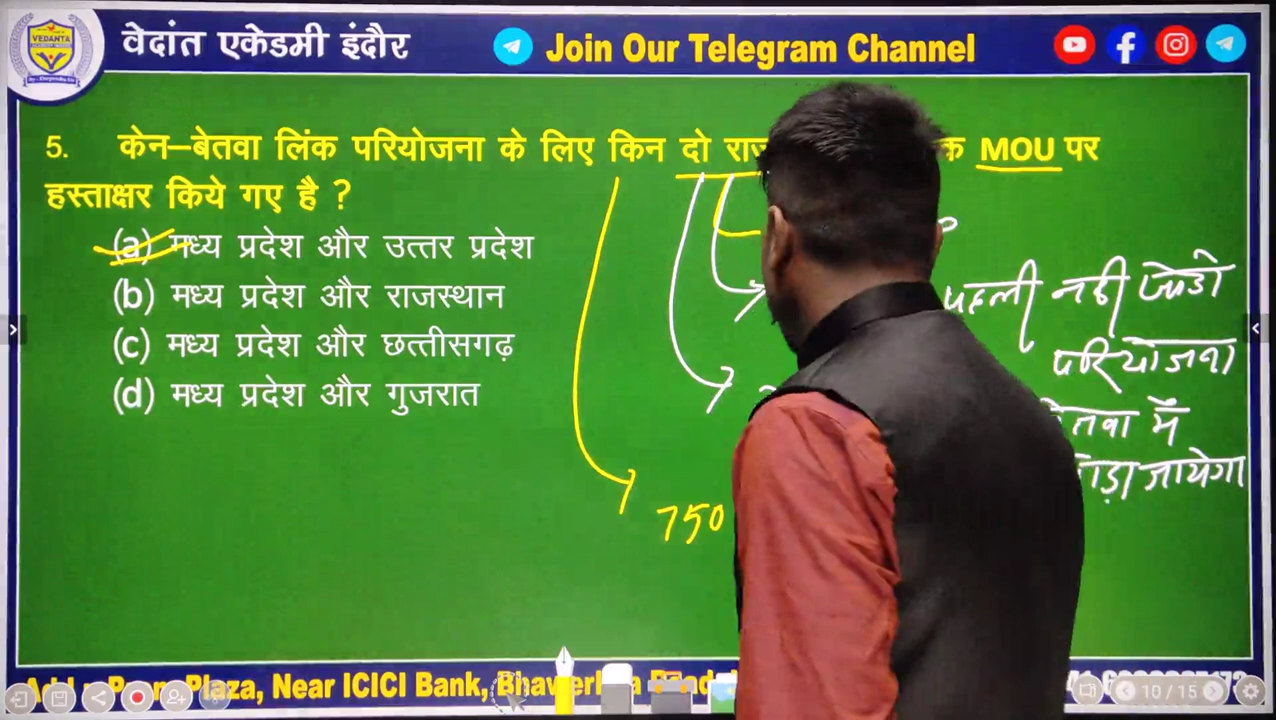 VEDANTA
वेदांत एकेडमी इंदौर
Join Our Telegram Channel
5. केन–बेतवा लिंक परियोजना के लिए किन दो MOU पर
हस्ताक्षर किये गए है ?
(a) मध्य प्रदेश और उत्तर प्रदेश
(b) मध्य प्रदेश और राजस्थान
(c) मध्य प्रदेश और छत्तीसगढ़
(d) मध्य प्रदेश और गुजरात
पहली नदी जोडो
परियोजना
में
जायेगा
750
Plaza, Near ICICI Bank,
10 / 15